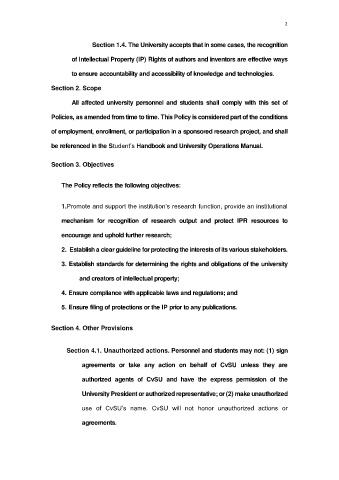 2
Section 1.4. The University accepts that in some cases, the recognition
of Intellectual Property (IP) Rights of authors and inventors are effective ways
to ensure accountability and accessibility of knowledge and technologies.
Section 2. Scope
All affected university personnel and students shall comply with this set of
Policies, as amended from time to time. This Policy is considered part of the conditions
of employment, enrollment, or participation in a sponsored research project, and shall
be referenced in the Student's Handbook and University Operations Manual.
Section 3. Objectives
The Policy reflects the following objectives:
1.Promote and support the institution's research function, provide an institutional
mechanism for recognition of research output and protect IPR resources to
encourage and uphold further research;
2. Establish a clear guideline for protecting the interests of its various stakeholders.
3. Establish standards for determining the rights and obligations of the university
and creators of intellectual property;
4. Ensure compliance with applicable laws and regulations; and
5. Ensure filing of protections or the IP prior to any publications.
Section 4. Other Provisions
Section 4.1. Unauthorized actions. Personnel and students may not: (1) sign
agreements or take any action on behalf of CvSU unless they are
authorized agents of CvSU and have the express permission of the
University President or authorized representative; or (2) make unauthorized
use of CvSU's name. CvSU will not honor unauthorized actions or
agreements.